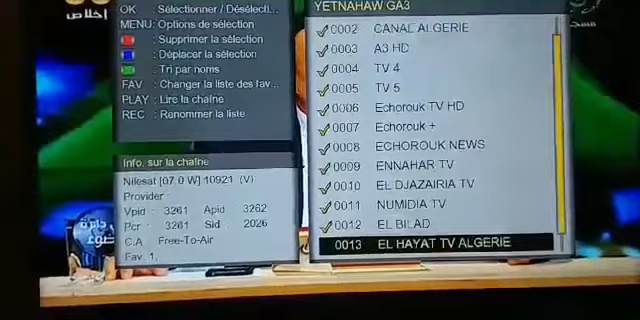 إخلاص
OK : Sélectionner / Désélecti...
MENU: Options de sélection
: Supprimer la sélection
: Déplacer la sélection
: Tri par noms
FAV : Changer la liste des fav...
PLAY : Lire la chaîne
REC : Renommer la liste
Info. sur la chaîne
Nilesat [07.0 W] 10921 (V)
Provider :
Vpid : 3261 Apid 3262
Pcr : 3261 Sid 2026
C.A Free-To-Air
Fav. 1,
YETNAHAW GA3
0002 CANAL ALGERIE
0003 A3 HD
0004 TV 4
0005 TV 5
0006 Echorouk TV HD
0007 Echorouk +
0008 ECHOROUK NEWS
0009 ENNAHAR TV
0010 EL DJAZAIRIA TV
0011 NUMIDIA TV
0012 EL BILAD
0013 EL HAYAT TV ALGERIE
دائرة
ضوء